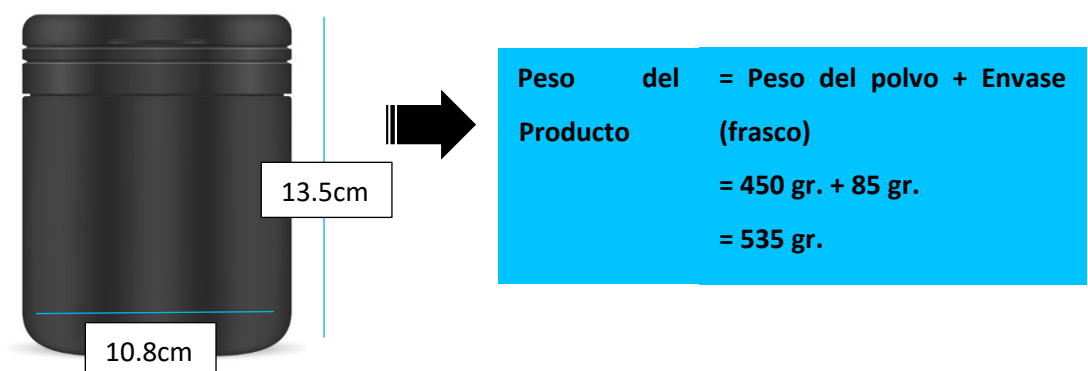 13.5cm
10.8cm
Peso del = Peso del polvo + Envase
Producto (frasco)
= 450 gr. + 85 gr.
= 535 gr.